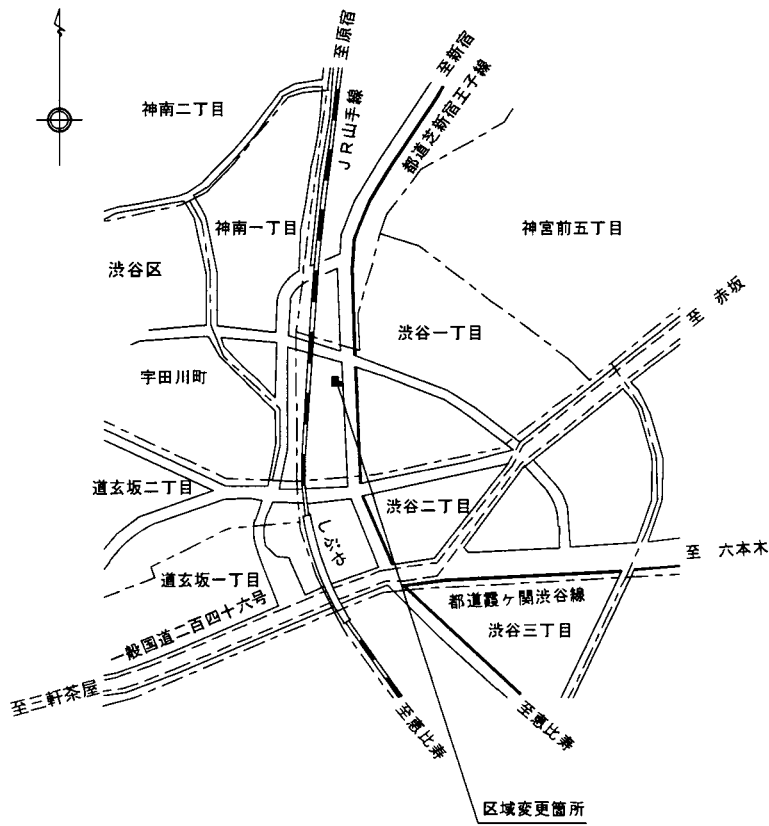 至原宿
JR山手線
至新宿
都道芝新宿王子線
神南二丁目
神南一丁目
神宮前五丁目
渋谷区
渋谷一丁目
至 赤坂
宇田川町
道玄坂二丁目
渋谷二丁目
しぶや
至 六本木
道玄坂一丁目
都道霞ヶ関渋谷線
一般国道二百四十六号
渋谷三丁目
至三軒茶屋
至恵比寿
至恵比寿
区域変更箇所